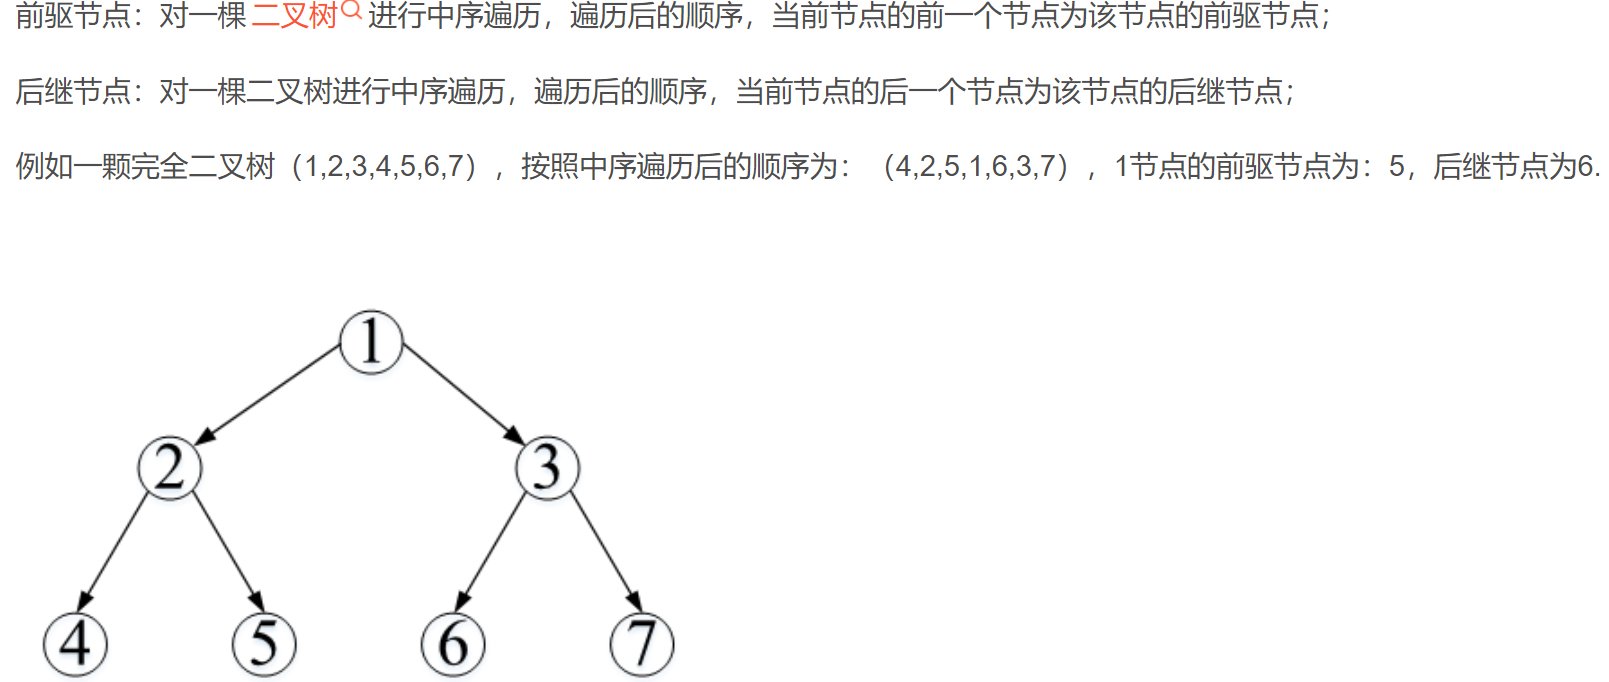 前驱节点：对一棵 二叉树 进行中序遍历，遍历后的顺序，当前节点的前一个节点为该节点的前驱节点；
后继节点：对一棵二叉树进行中序遍历，遍历后的顺序，当前节点的后一个节点为该节点的后继节点；
例如一颗完全二叉树（1,2,3,4,5,6,7），按照中序遍历后的顺序为：（4,2,5,1,6,3,7），1节点的前驱节点为：5，后继节点为6.
1
2 3
4 5 6 7